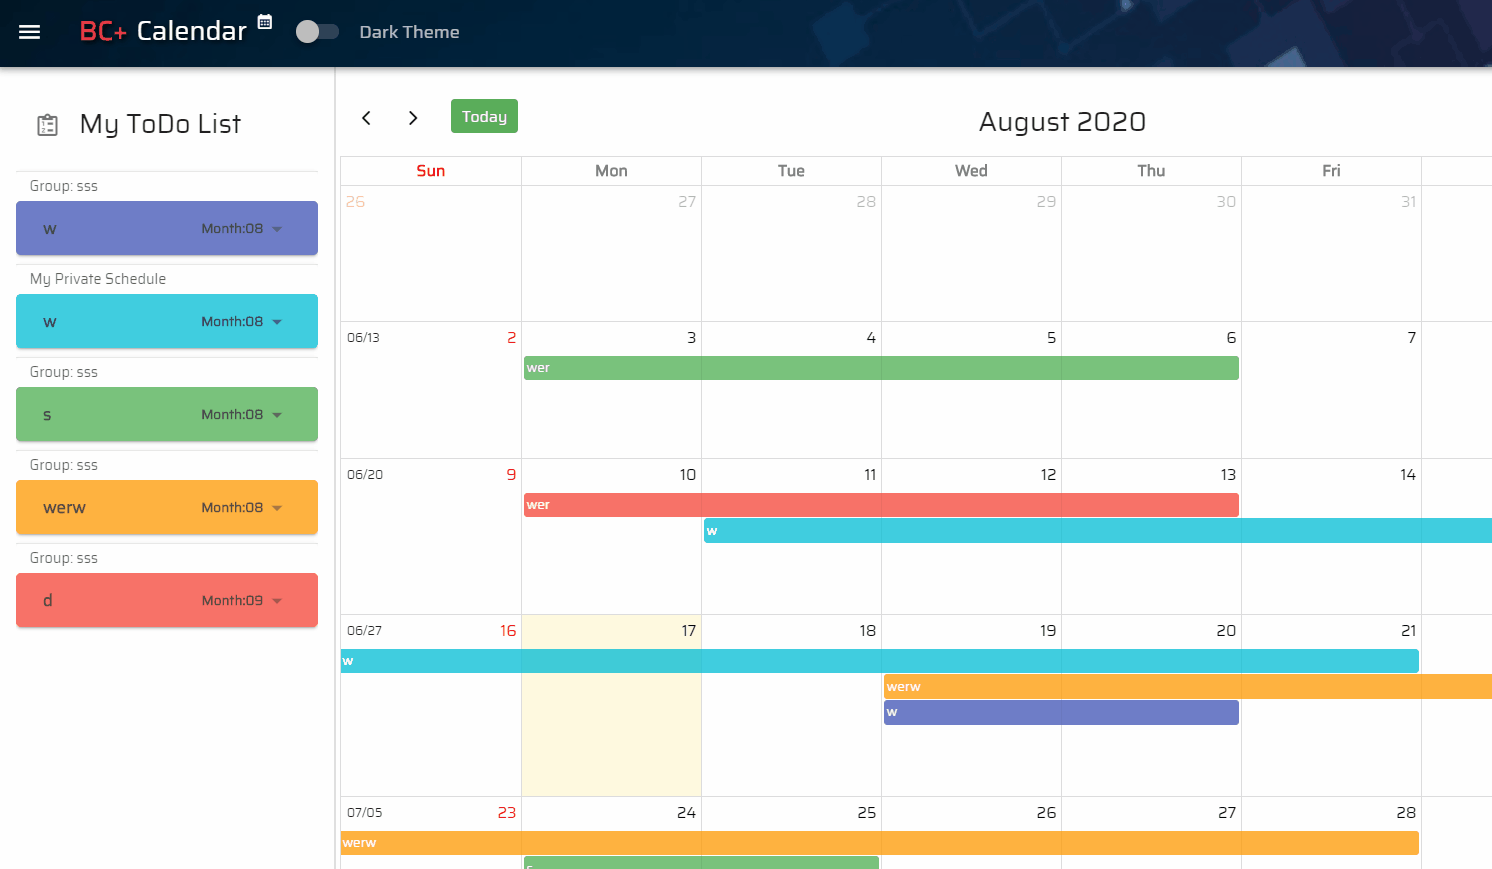 BC+ Calendar
Dark Theme
My ToDo List
Group: sss
w Month:08
My Private Schedule
w Month:08
Group: sss
s Month:08
Group: sss
werw Month:08
Group: sss
d Month:09
Today
August 2020
Sun Mon Tue Wed Thu Fri
26 27 28 29 30 31
06/13 2 3 4 5 6 7
wer
06/20 9 10 11 12 13 14
wer
w
06/27 16 17 18 19 20 21
w
werw
w
07/05 23 24 25 26 27 28
werw